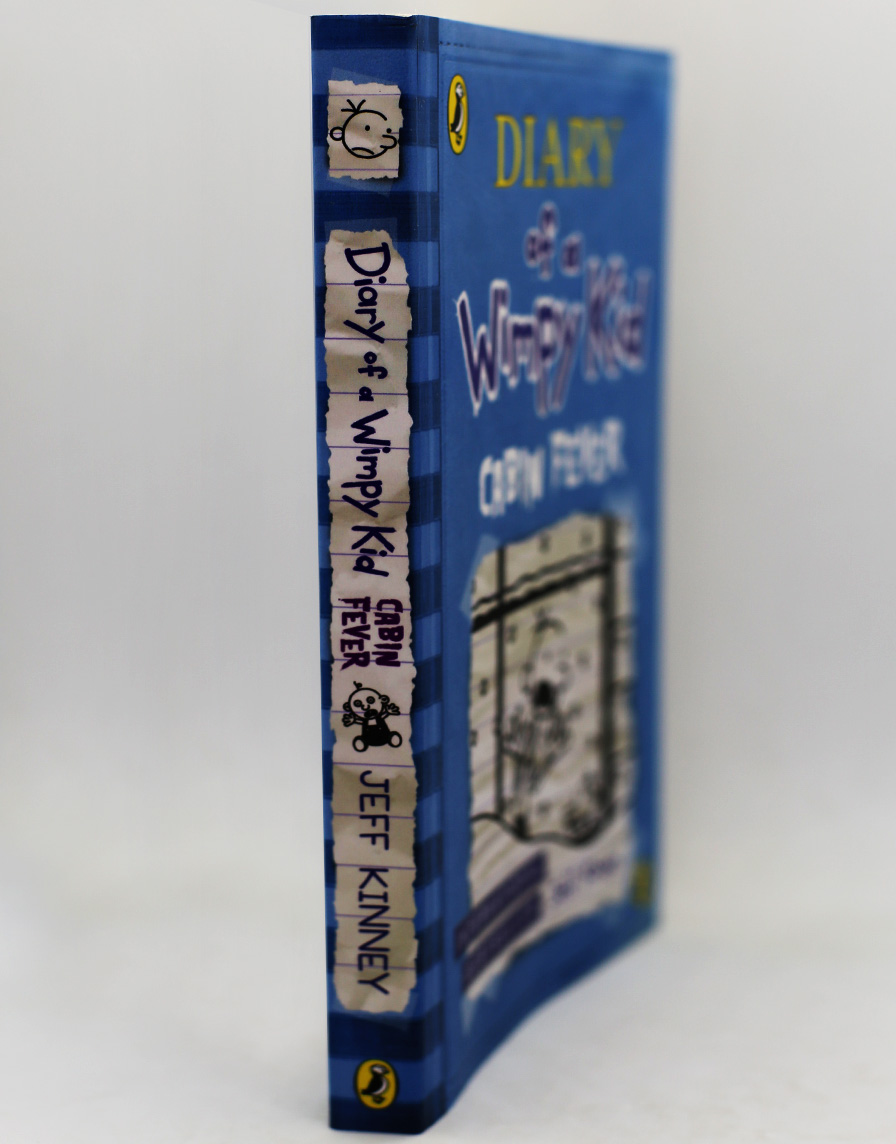 Diary of a Wimpy Kid
CABIN
FEVER
JEFF KINNEY
DIARY
of a
Wimpy Kid
CABIN FEVER